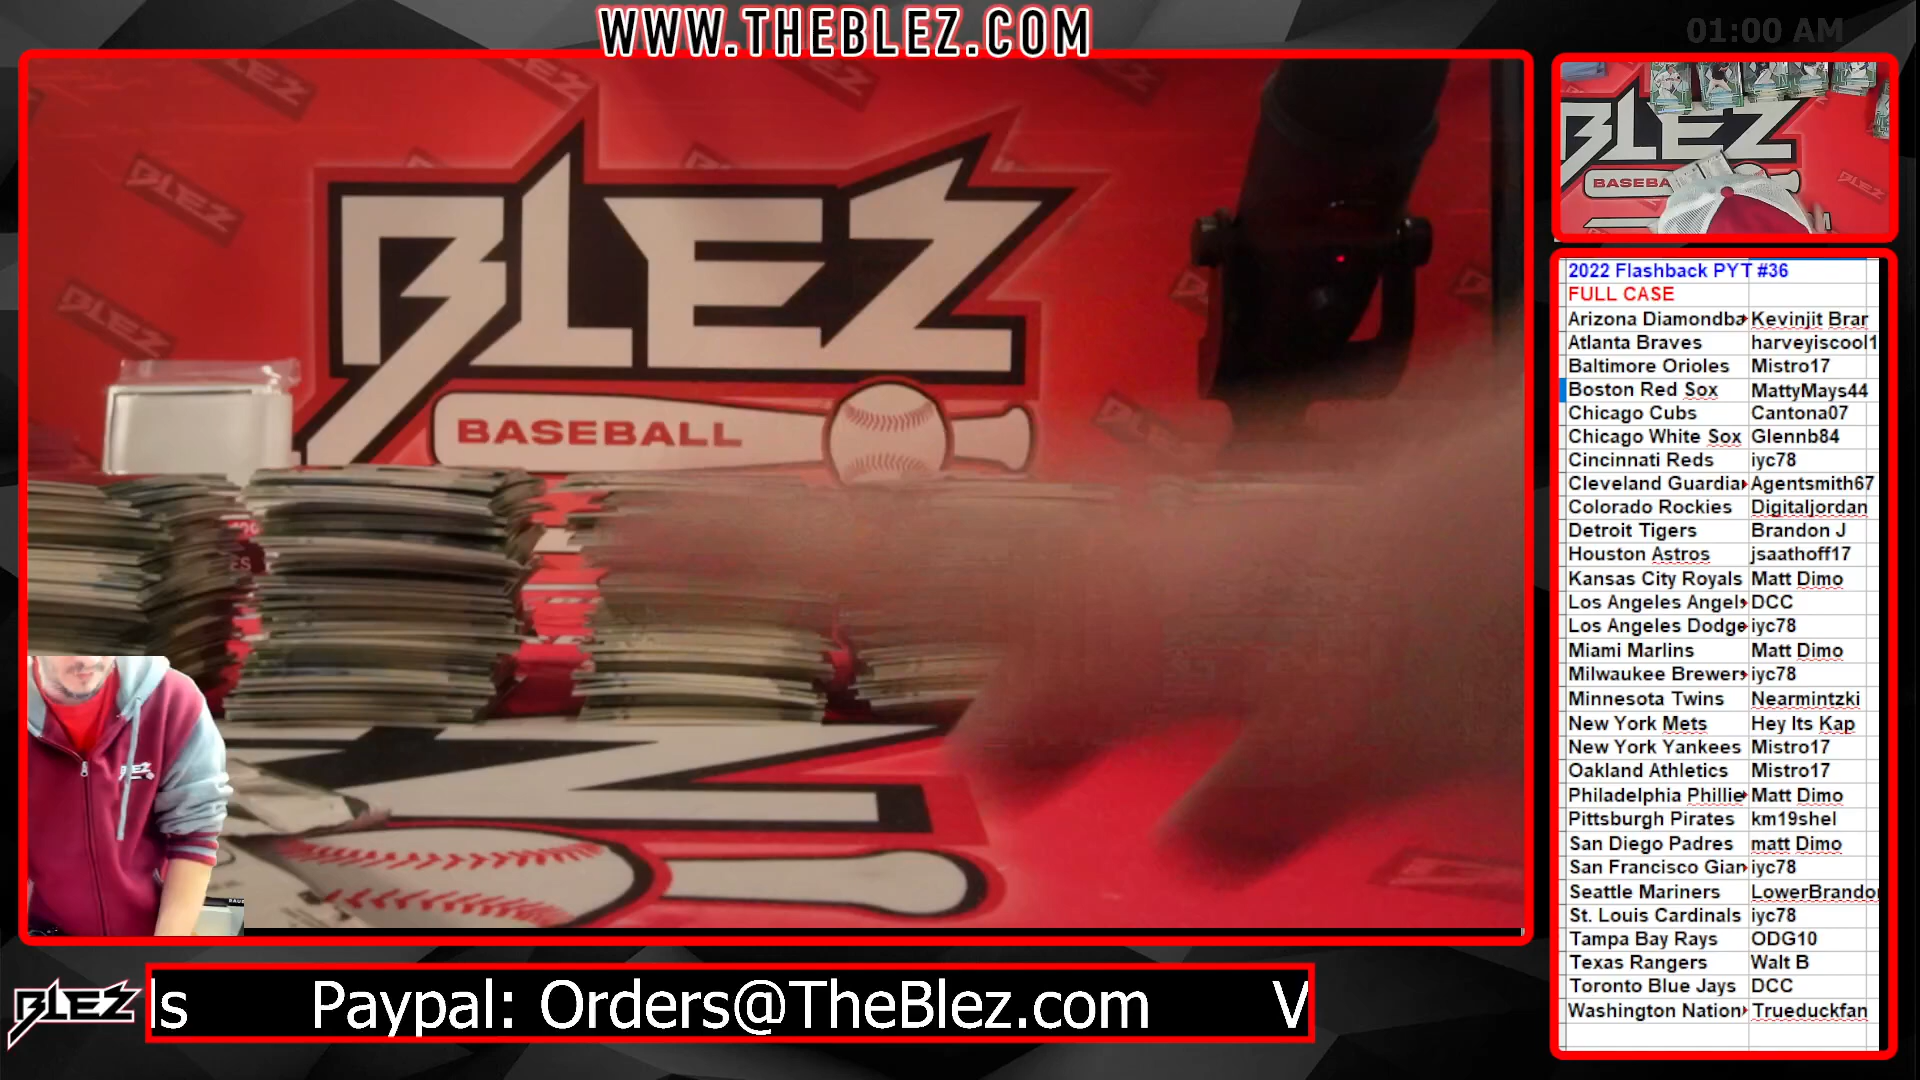 WWW.THEBLEZ.COM
01:00 AM
BLEZ
BASEBALL
BLEZ
BASEBA
BLEZ
2022 Flashback PYT #36
FULL CASE
Arizona Diamondba Kevinjit Brar
Atlanta Braves harveyiscool1
Baltimore Orioles Mistro17
Boston Red Sox MattyMays44
Chicago Cubs Cantona07
Chicago White Sox Glennb84
Cincinnati Reds iyc78
Cleveland Guardia Agentsmith67
Colorado Rockies Digitaljordan
Detroit Tigers Brandon J
Houston Astros jsaathoff17
Kansas City Royals Matt Dimo
Los Angeles Angels DCC
Los Angeles Dodge iyc78
Miami Marlins Matt Dimo
Milwaukee Brewers iyc78
Minnesota Twins Nearmintzki
New York Mets Hey Its Kap
New York Yankees Mistro17
Oakland Athletics Mistro17
Philadelphia Phillie Matt Dimo
Pittsburgh Pirates km19shel
San Diego Padres matt Dimo
San Francisco Gian iyc78
Seattle Mariners LowerBrandon
St. Louis Cardinals iyc78
Tampa Bay Rays ODG10
Texas Rangers Walt B
Toronto Blue Jays DCC
Washington Nation Trueduckfan
BLEZ
ls Paypal: Orders@TheBlez.com V